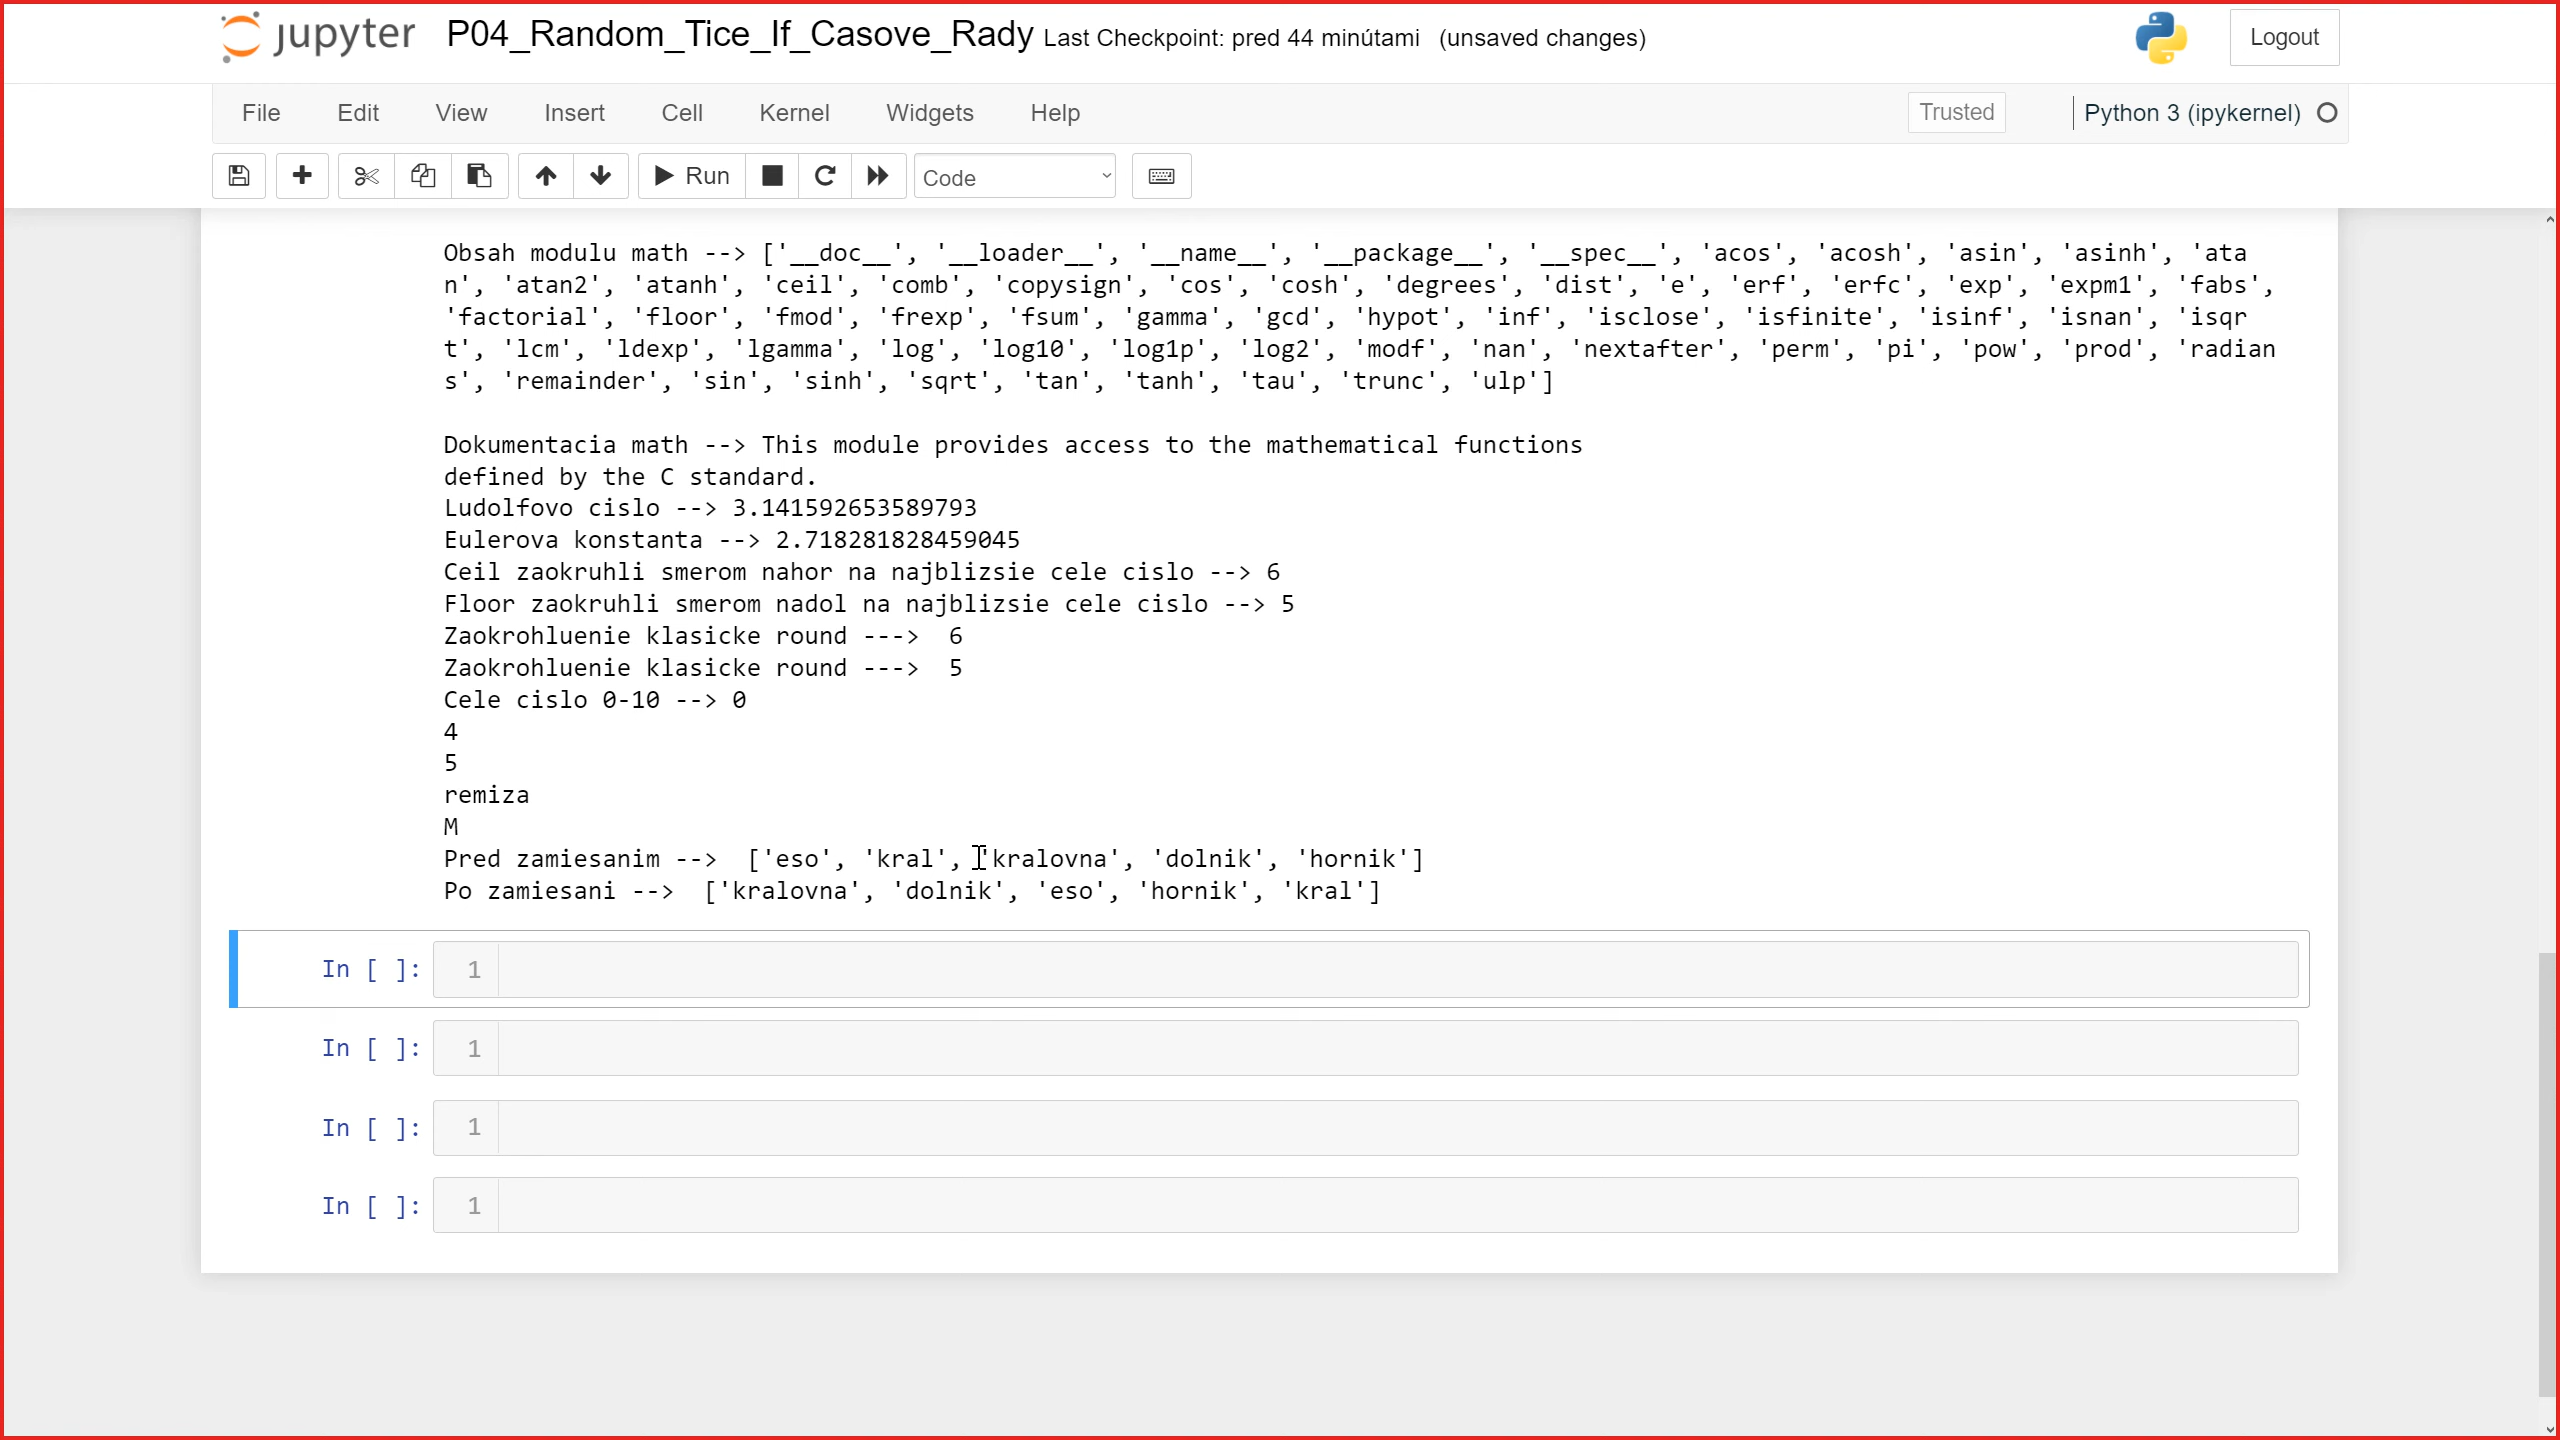 jupyter P04_Random_Tice_If_Casove_Rady Last Checkpoint: pred 44 minútami (unsaved changes) Logout
File Edit View Insert Cell Kernel Widgets Help Trusted Python 3 (ipykernel)
Run Code
Obsah modulu math --> ['__doc__', '__loader__', '__name__', '__package__', '__spec__', 'acos', 'acosh', 'asin', 'asinh', 'ata
n', 'atan2', 'atanh', 'ceil', 'comb', 'copysign', 'cos', 'cosh', 'degrees', 'dist', 'e', 'erf', 'erfc', 'exp', 'expm1', 'fabs',
'factorial', 'floor', 'fmod', 'frexp', 'fsum', 'gamma', 'gcd', 'hypot', 'inf', 'isclose', 'isfinite', 'isinf', 'isnan', 'isqr
t', 'lcm', 'ldexp', 'lgamma', 'log', 'log10', 'log1p', 'log2', 'modf', 'nan', 'nextafter', 'perm', 'pi', 'pow', 'prod', 'radian
s', 'remainder', 'sin', 'sinh', 'sqrt', 'tan', 'tanh', 'tau', 'trunc', 'ulp']
Dokumentacia math --> This module provides access to the mathematical functions
defined by the C standard.
Ludolfovo cislo --> 3.141592653589793
Eulerova konstanta --> 2.718281828459045
Ceil zaokruhli smerom nahor na najblizsie cele cislo --> 6
Floor zaokruhli smerom nadol na najblizsie cele cislo --> 5
Zaokrohluenie klasicke round --->  6
Zaokrohluenie klasicke round --->  5
Cele cislo 0-10 --> 0
4
5
remiza
M
Pred zamiesanim -->  ['eso', 'kral', 'kralovna', 'dolnik', 'hornik']
Po zamiesani -->  ['kralovna', 'dolnik', 'eso', 'hornik', 'kral']
In [ ]: 1
In [ ]: 1
In [ ]: 1
In [ ]: 1